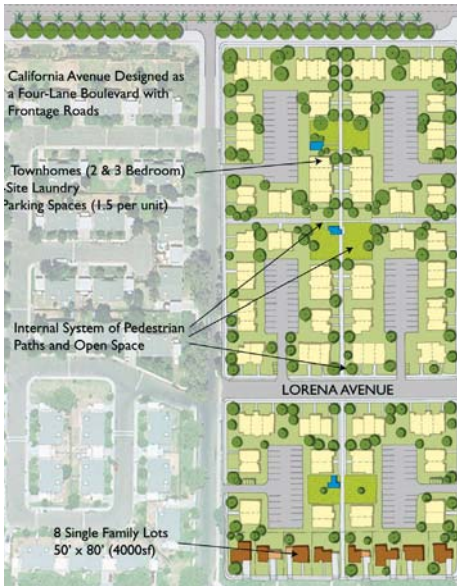 California Avenue Designed as
a Four-Lane Boulevard with
Frontage Roads
Townhomes (2 & 3 Bedroom)
-Site Laundry
Parking Spaces (1.5 per unit)
Internal System of Pedestrian
Paths and Open Space
LORENA AVENUE
8 Single Family Lots
50' x 80' (4000sf)